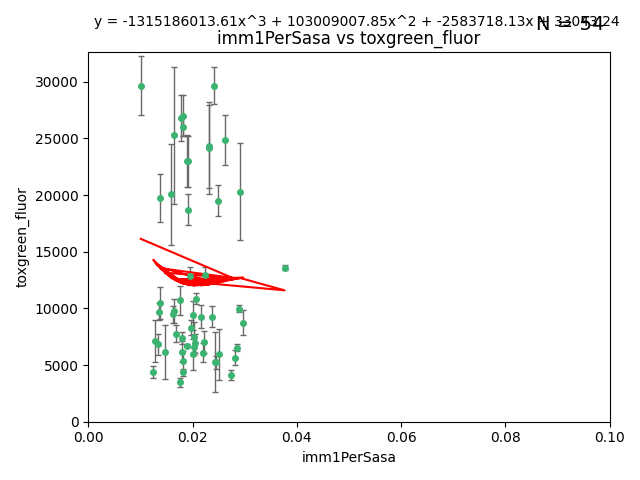 y = -1315186013.61x^3 + 103009007.85x^2 + -2583718.13x +
N = 54
imm1PerSasa vs toxgreen_fluor
30000
25000
20000
15000
10000
5000
0
toxgreen_fluor
0.00 0.02 0.04 0.06 0.08 0.10
imm1PerSasa